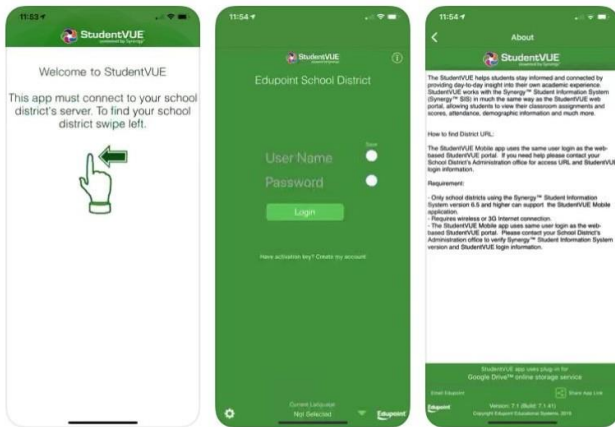 11:53
StudentVUE
powered by Synergy
Welcome to StudentVUE
This app must connect to your school
district's server. To find your school
district swipe left.
11:54
StudentVUE
Edupoint School District
Save
User Name
Password
Login
Have activation key? Create my account
Current Language
Not Selected
Edupoint
11:54
About
StudentVUE
powered by Synergy
The StudentVUE helps students stay informed and connected by
providing day-to-day insight into their own academic experience.
StudentVUE works with the Synergy™ Student Information System
(Synergy™ SIS) in much the same way as the StudentVUE web
portal, allowing students to view their classroom assignments and
scores, attendance, demographic information and much more.
How to find District URL:
The StudentVUE Mobile app uses the same user login as the web-
based StudentVUE portal. If you need help please contact your
School District's Administration office for access URL and StudentVUE
login information.
Requirement:
- Only school districts using the Synergy™ Student Information
System version 6.5 and higher can support the StudentVUE Mobile
application.
- Requires wireless or 3G Internet connection.
- The StudentVUE Mobile app uses same user login as the web-
based StudentVUE portal. Please contact your School District's
Administration office to verify Synergy™ Student Information System
version and StudentVUE login information.
StudentVUE app uses plug-in for
Google Drive™ online storage service
Email Edupoint
Share App Link
Edupoint
Version: 7.1 (Build: 7.1.41)
Copyright Edupoint Educational Systems, 2019